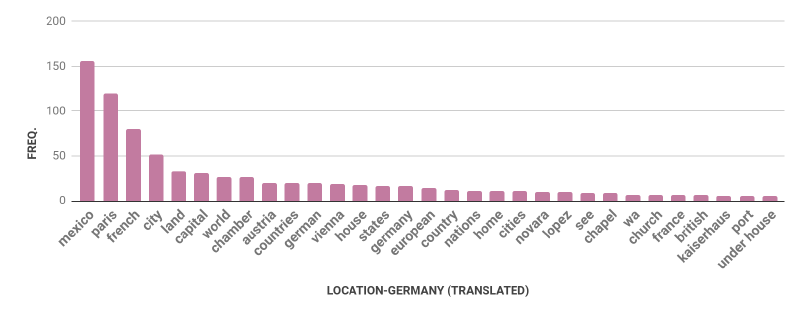 200
150
100
50
0
FREQ.
mexico
paris
french
city
land
capital
world
chamber
austria
countries
german
vienna
house
states
germany
european
country
nations
home
cities
novara
lopez
see
chapel
wa
church
france
british
kaiserhaus
port
under house
LOCATION-GERMANY (TRANSLATED)